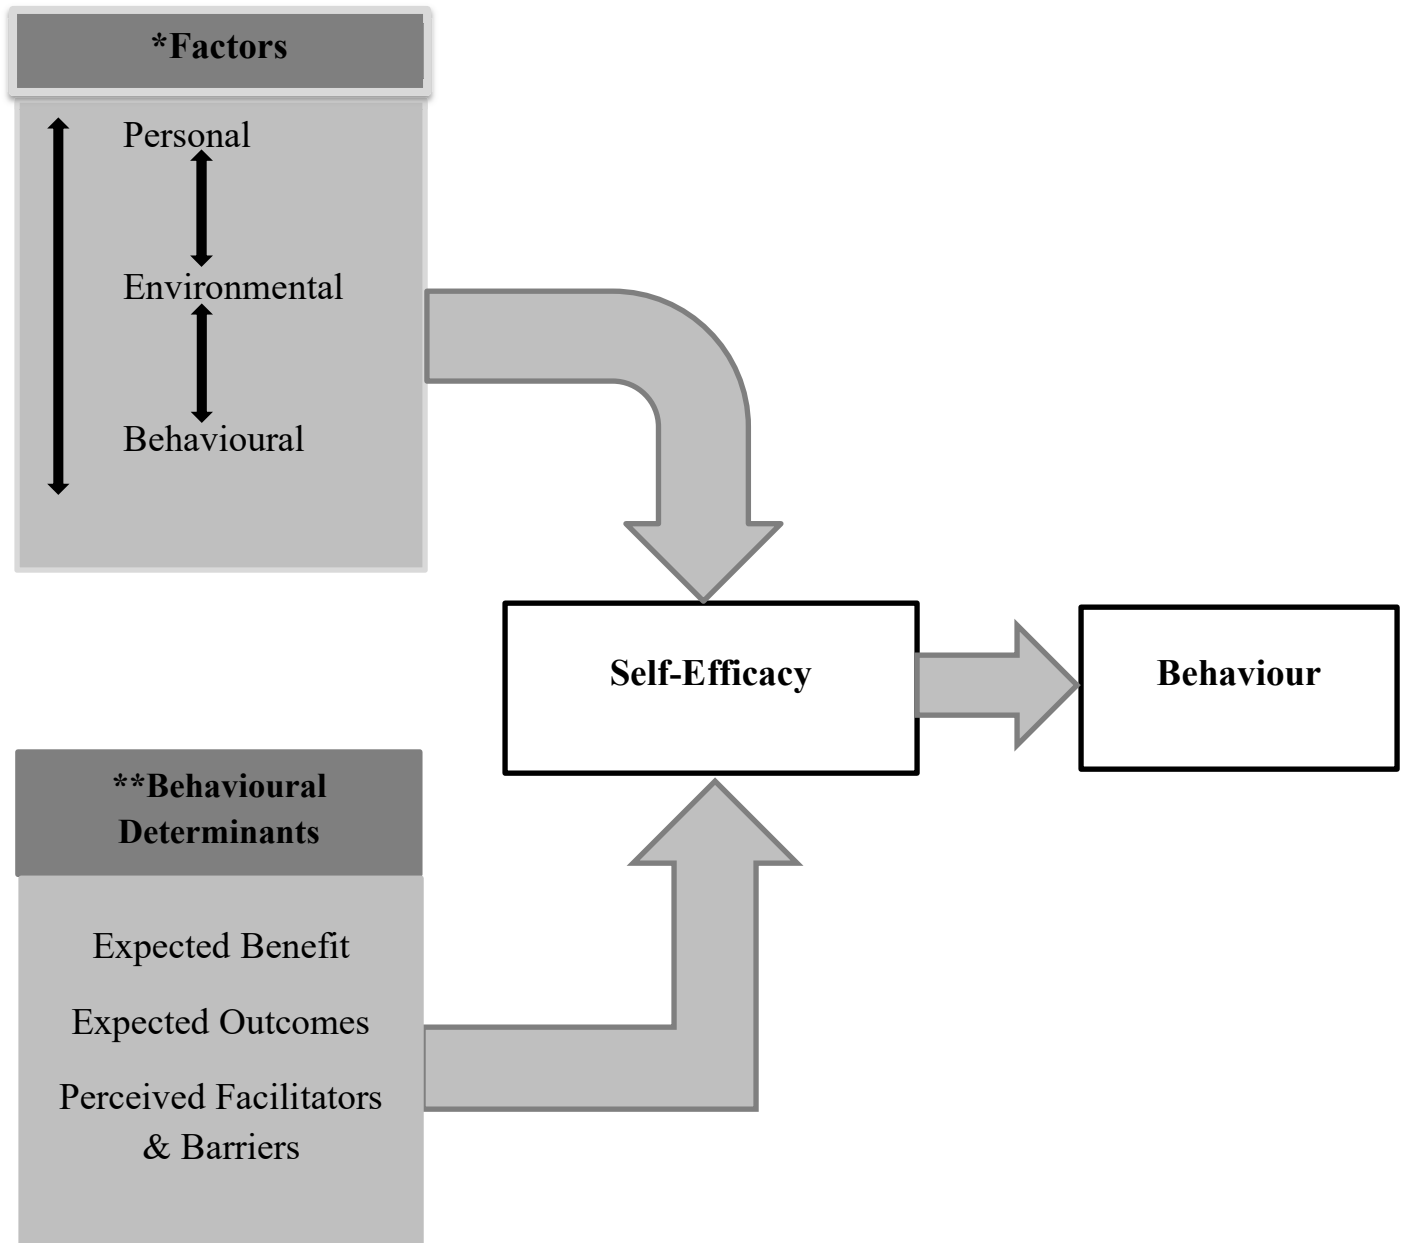 *Factors
Personal
Environmental
Behavioural
Self-Efficacy
Behaviour
**Behavioural
Determinants
Expected Benefit
Expected Outcomes
Perceived Facilitators
& Barriers